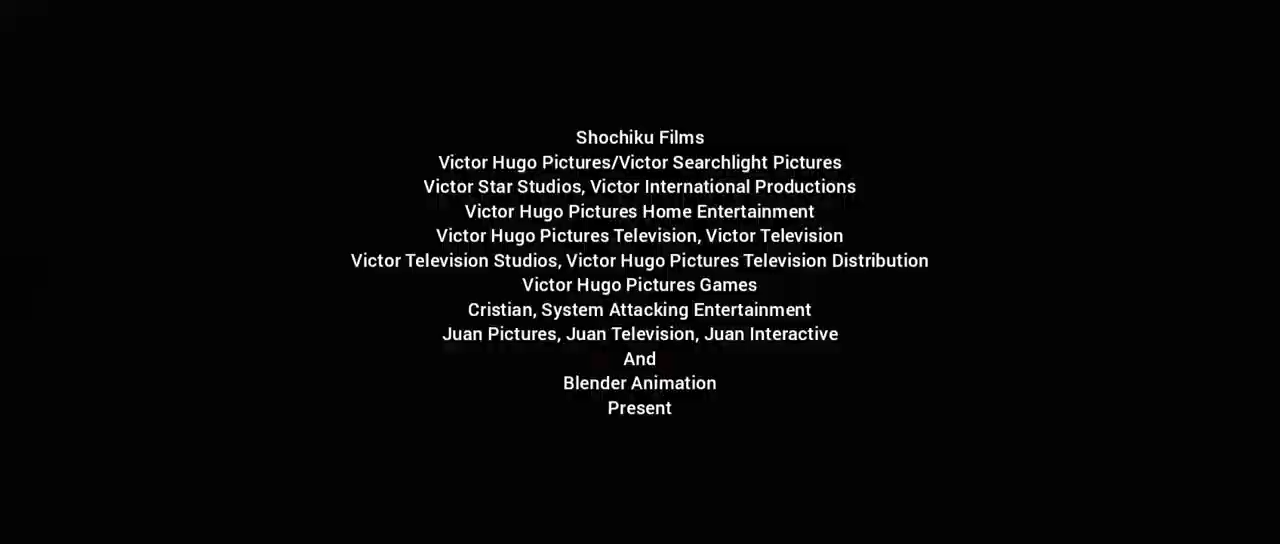 Shochiku Films
Victor Hugo Pictures/Victor Searchlight Pictures
Victor Star Studios, Victor International Productions
Victor Hugo Pictures Home Entertainment
Victor Hugo Pictures Television, Victor Television
Victor Television Studios, Victor Hugo Pictures Television Distribution
Victor Hugo Pictures Games
Cristian, System Attacking Entertainment
Juan Pictures, Juan Television, Juan Interactive
And
Blender Animation
Present